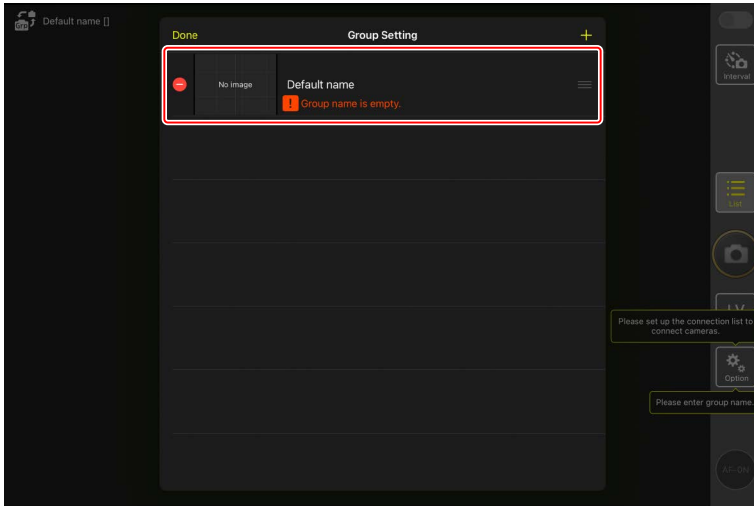 Grp
Default name []
Done
Group Setting
+
Interval
No image
Default name
! Group name is empty.
List
LV
Please set up the connection list to
connect cameras.
Option
Please enter group name.
AF-ON